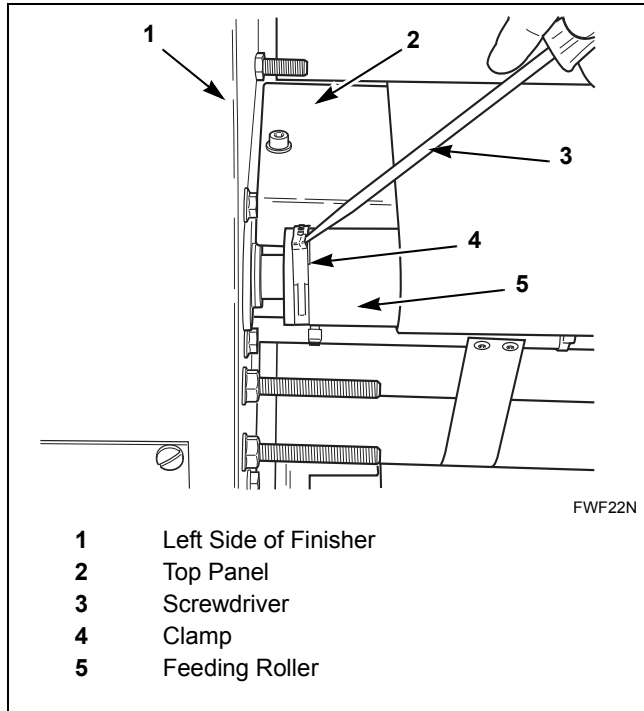 1
2
3
4
5
FWF22N
1 Left Side of Finisher
2 Top Panel
3 Screwdriver
4 Clamp
5 Feeding Roller